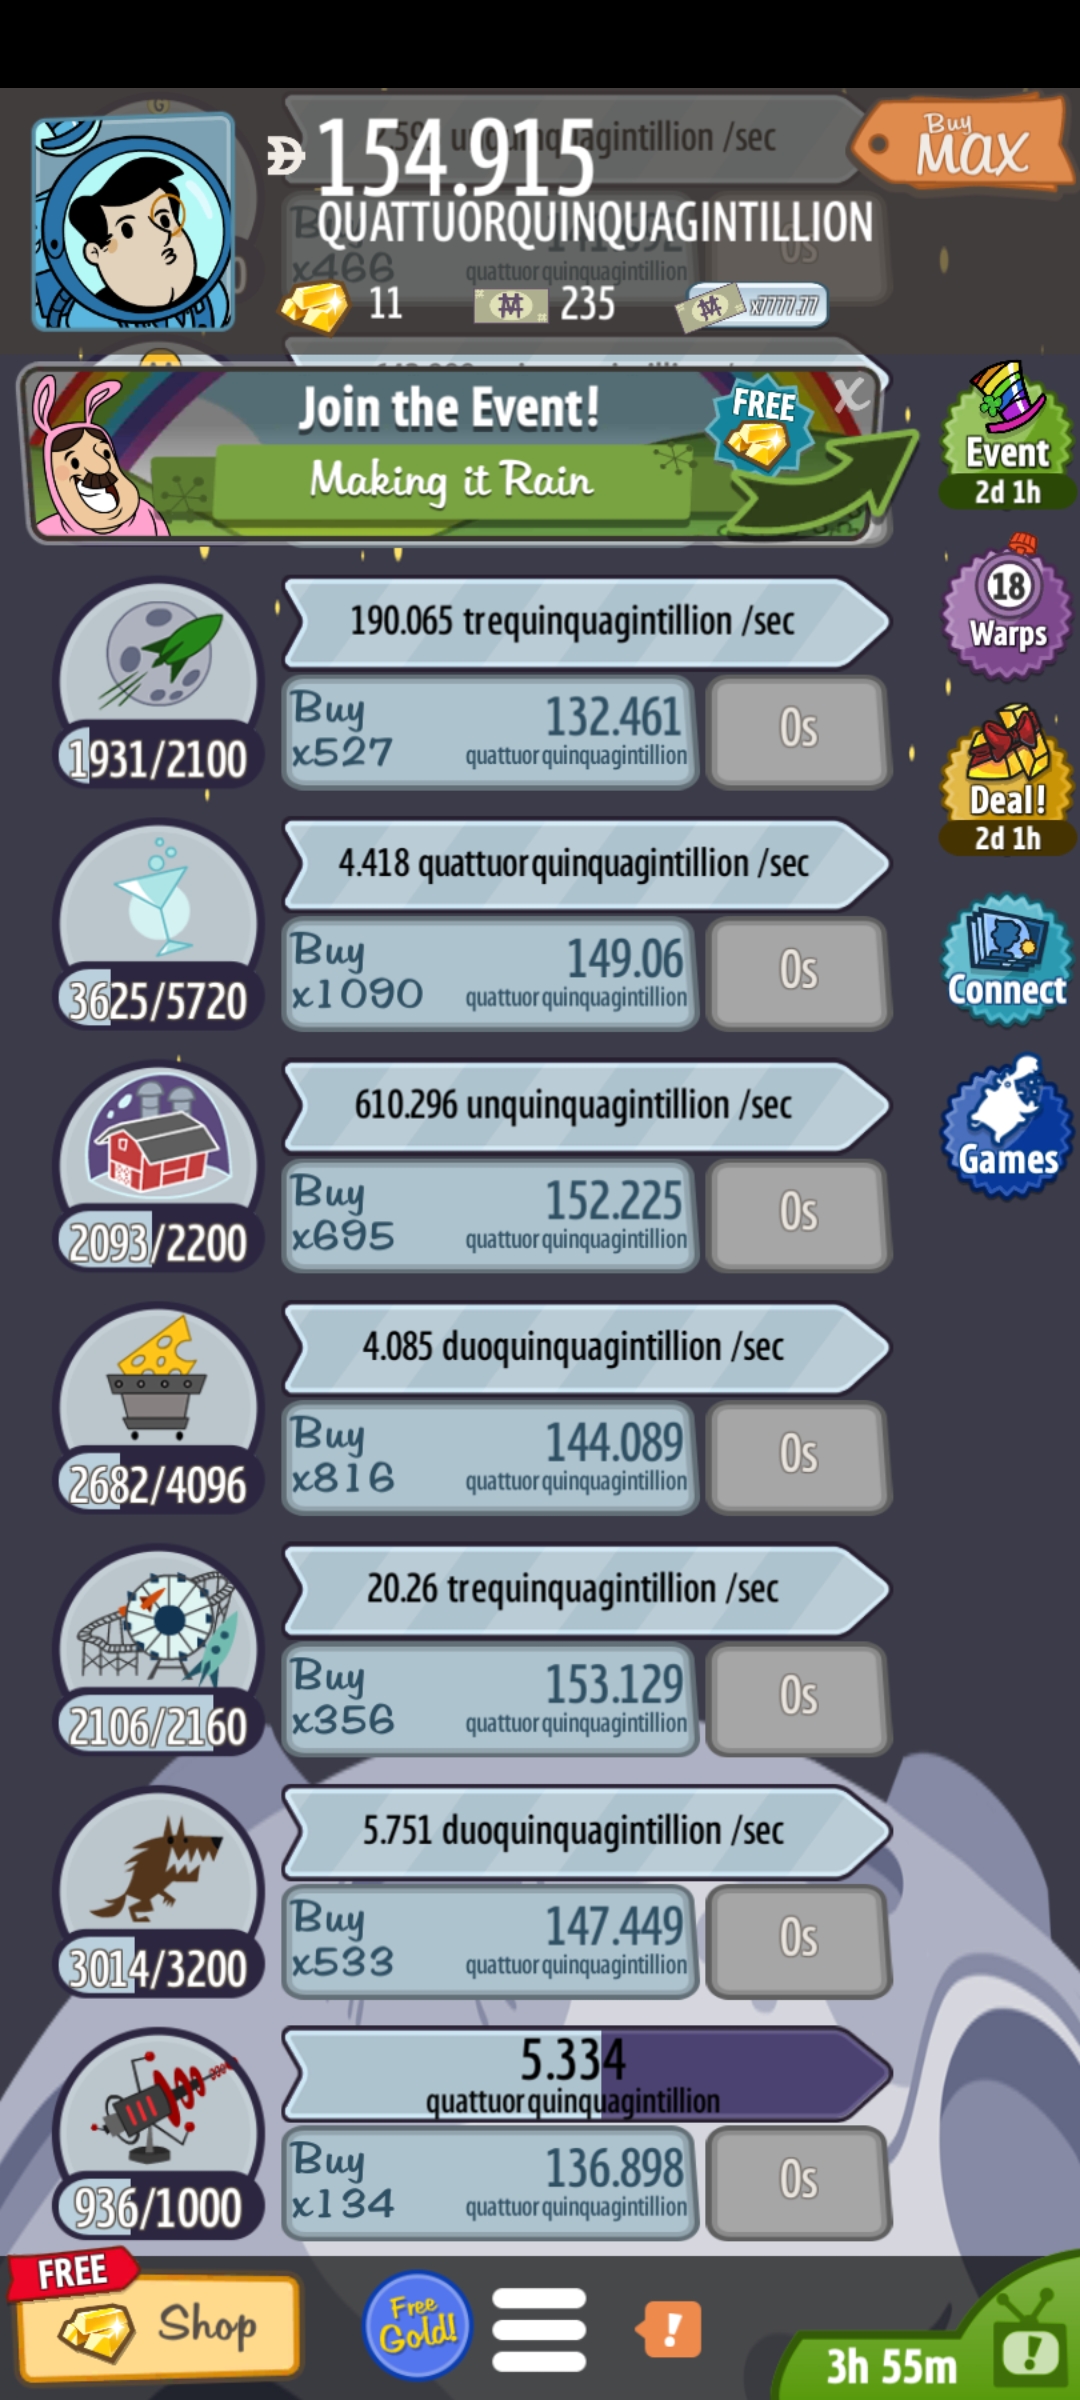 154.915
QUATTUORQUINQUAGINTILLION
Buy
MAX
x466
quattuorquinquagintillion
0s
11
235
x7777.77
Join the Event!
Making it Rain
FREE
X
Event
2d 1h
18
Warps
Deal!
2d 1h
Connect
Games
190.065 trequinquagintillion /sec
Buy
x527
132.461
quattuorquinquagintillion
0s
1931/2100
4.418 quattuorquinquagintillion /sec
Buy
x1090
149.06
quattuorquinquagintillion
0s
3625/5720
610.296 unquinquagintillion /sec
Buy
x695
152.225
quattuorquinquagintillion
0s
2093/2200
4.085 duoquinquagintillion /sec
Buy
x816
144.089
quattuorquinquagintillion
0s
2682/4096
20.26 trequinquagintillion /sec
Buy
x356
153.129
quattuorquinquagintillion
0s
2106/2160
5.751 duoquinquagintillion /sec
Buy
x533
147.449
quattuorquinquagintillion
0s
3014/3200
5.334
quattuorquinquagintillion
Buy
x134
136.898
quattuorquinquagintillion
0s
936/1000
FREE
Shop
Free
Gold!
!
3h 55m
!